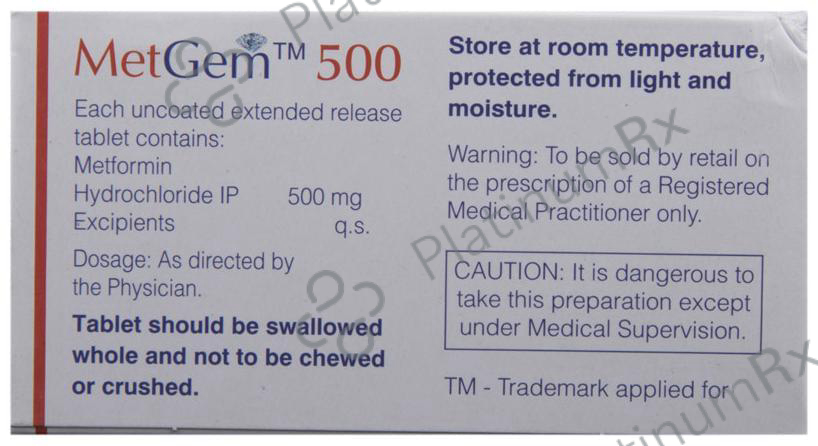 MetGem™ 500
Each uncoated extended release
tablet contains:
Metformin
Hydrochloride IP 500 mg
Excipients q.s.
Dosage: As directed by
the Physician.
Tablet should be swallowed
whole and not to be chewed
or crushed.
Store at room temperature,
protected from light and
moisture.
Warning: To be sold by retail on
the prescription of a Registered
Medical Practitioner only.
CAUTION: It is dangerous to
take this preparation except
under Medical Supervision.
TM - Trademark applied for
PlatinumRx